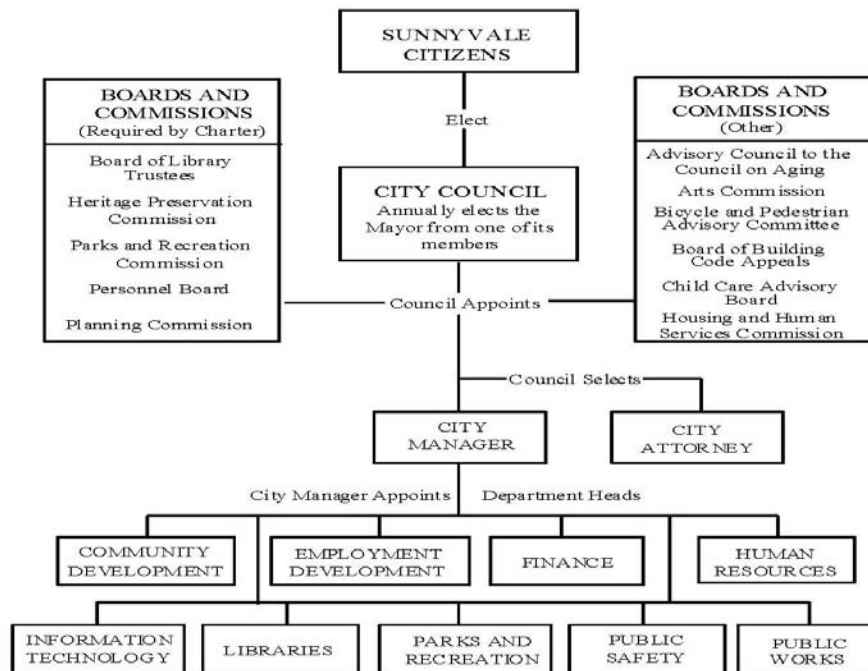 SUNNYVALE
CITIZENS
BOARDS AND
COMMISSIONS
(Required by Charter)
Board of Library
Trustees
Heritage Preservation
Commission
Parks and Recreation
Commission
Personnel Board
Planning Commission
Elect
CITY COUNCIL
Annually elects the
Mayor from one of its
members
BOARDS AND
COMMISSIONS
(Other)
Advisory Council to the
Council on Aging
Arts Commission
Bicycle and Pedestrian
Advisory Committee
Board of Building
Code Appeals
Child Care Advisory
Board
Housing and Human
Services Commission
Council Appoints
Council Selects
CITY
MANAGER
CITY
ATTORNEY
City Manager Appoints Department Heads
COMMUNITY
DEVELOPMENT
EMPLOYMENT
DEVELOPMENT
FINANCE
HUMAN
RESOURCES
INFORMATION
TECHNOLOGY
LIBRARIES
PARKS AND
RECREATION
PUBLIC
SAFETY
PUBLIC
WORKS